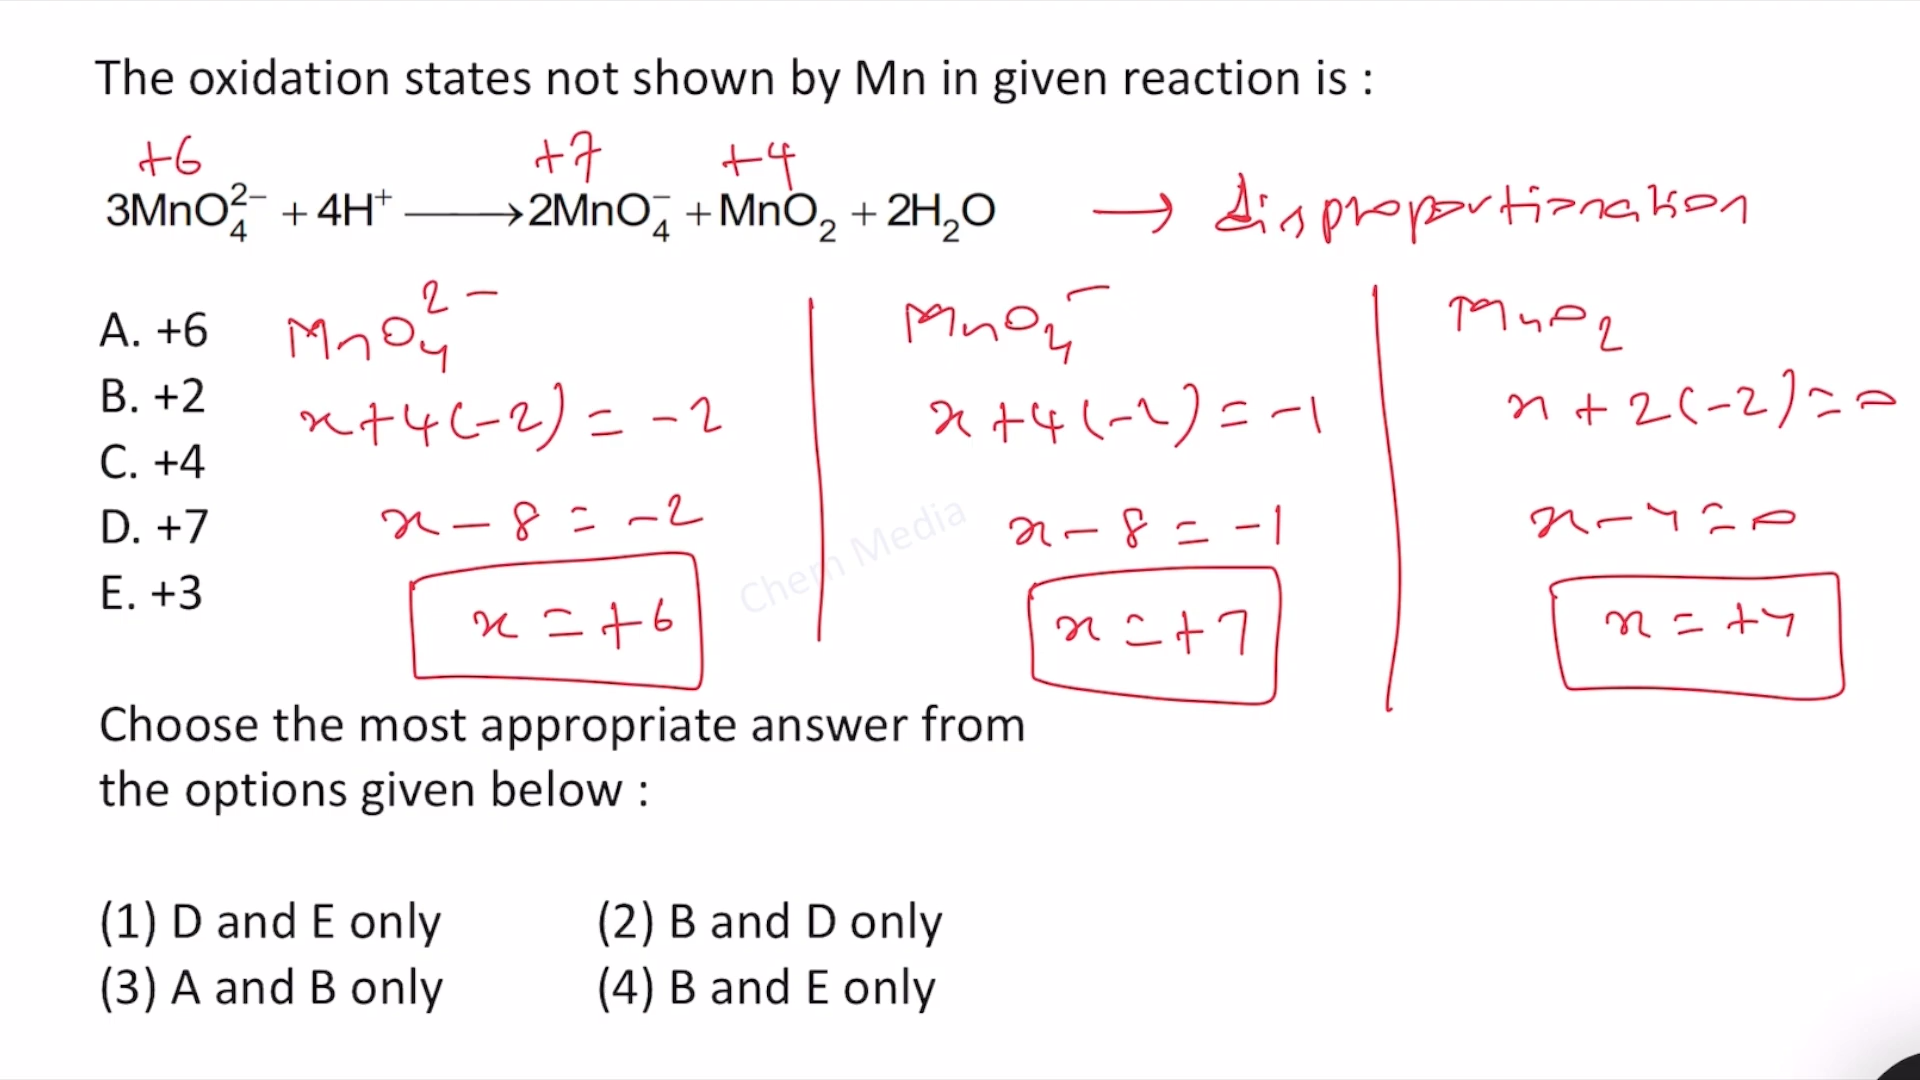 The oxidation states not shown by Mn in given reaction is :
+6 +7 +4
3MnO₄²⁻ + 4H⁺ ⟶ 2MnO₄⁻ + MnO₂ + 2H₂O → disproportionation
A. +6
B. +2
C. +4
D. +7
E. +3
MnO₄²⁻
x+4(-2) = -2
x - 8 = -2
x = +6
MnO₄⁻
x+4(-2) = -1
x - 8 = -1
x = +7
MnO₂
x + 2(-2) = 0
x - 4 = 0
x = +4
Chem Media
Choose the most appropriate answer from
the options given below :
(1) D and E only (2) B and D only
(3) A and B only (4) B and E only